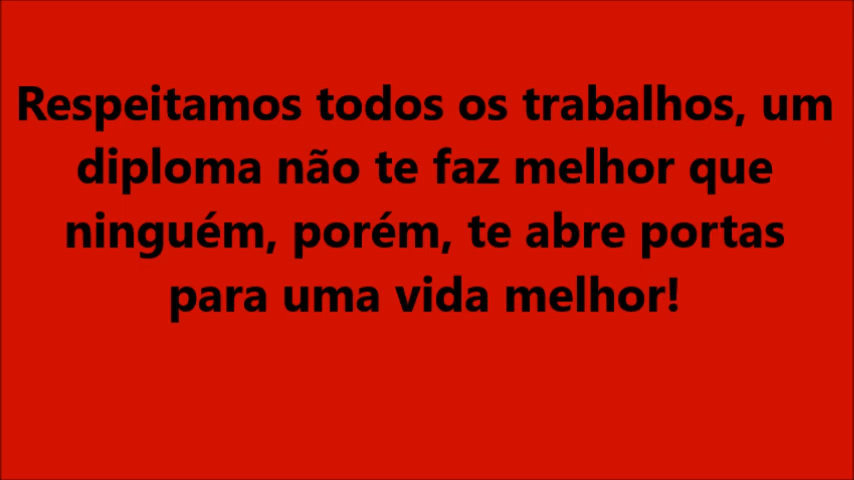 Respeitamos todos os trabalhos, um
diploma não te faz melhor que
ninguém, porém, te abre portas
para uma vida melhor!